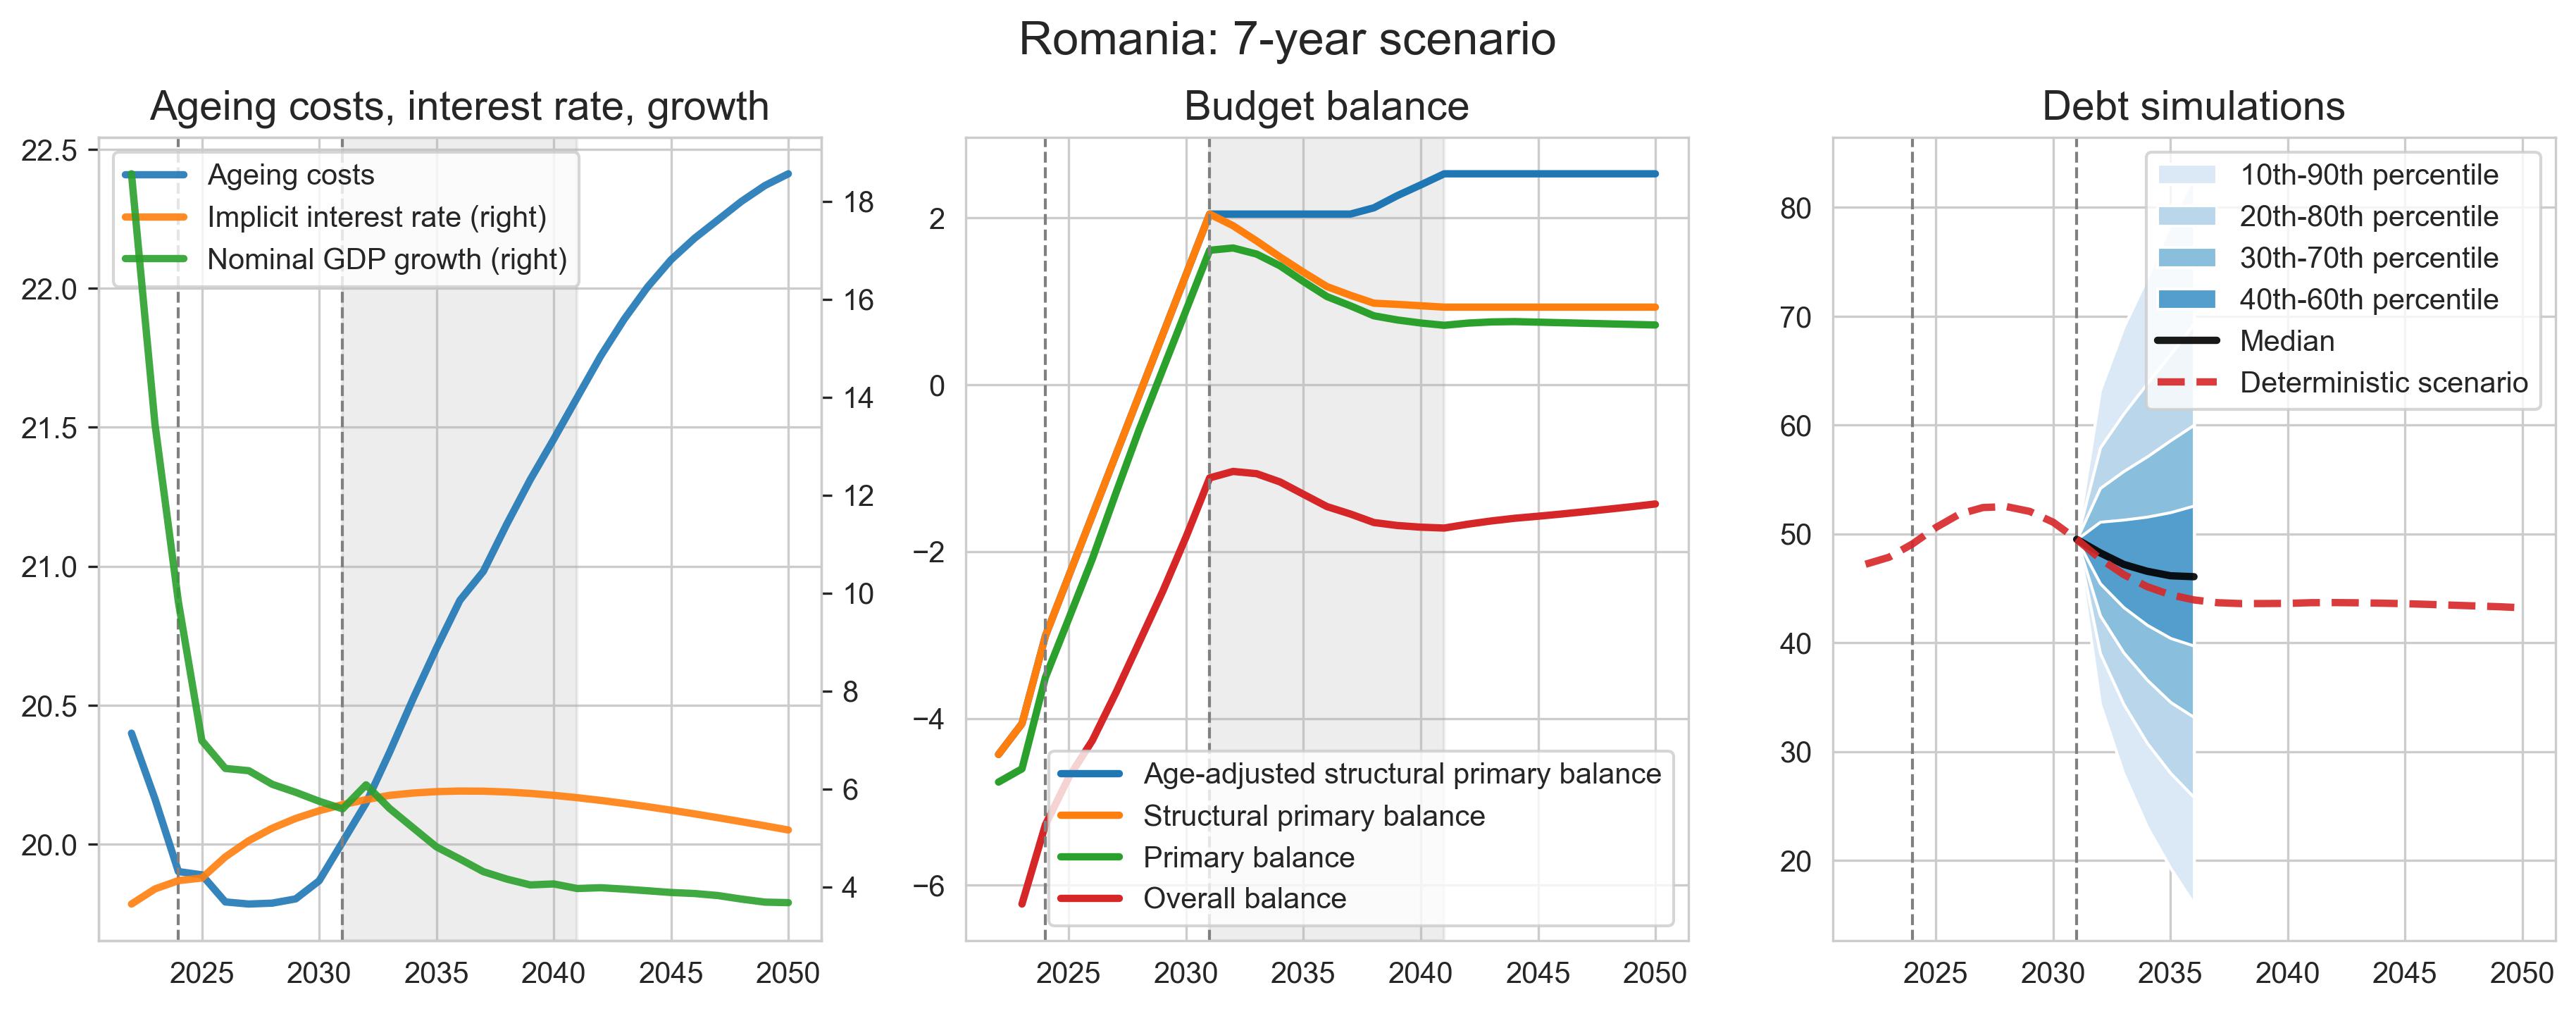 Romania: 7-year scenario
Ageing costs, interest rate, growth
22.5
22.0
21.5
21.0
20.5
20.0
Ageing costs
Implicit interest rate (right)
Nominal GDP growth (right)
18
16
14
12
10
8
6
4
2025 2030 2035 2040 2045 2050
Budget balance
2
0
−2
−4
−6
Age-adjusted structural primary balance
Structural primary balance
Primary balance
Overall balance
2025 2030 2035 2040 2045 2050
Debt simulations
80
70
60
50
40
30
20
10th-90th percentile
20th-80th percentile
30th-70th percentile
40th-60th percentile
Median
Deterministic scenario
2025 2030 2035 2040 2045 2050